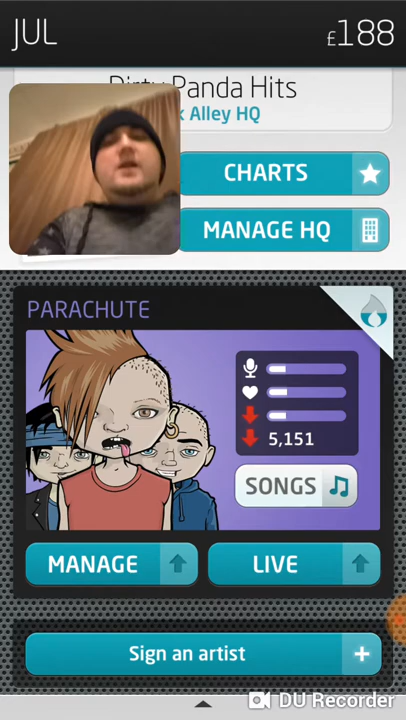 JUL
£188
Dirty Panda Hits
k Alley HQ
CHARTS
MANAGE HQ
PARACHUTE
5,151
SONGS
MANAGE
LIVE
Sign an artist
DU Recorder